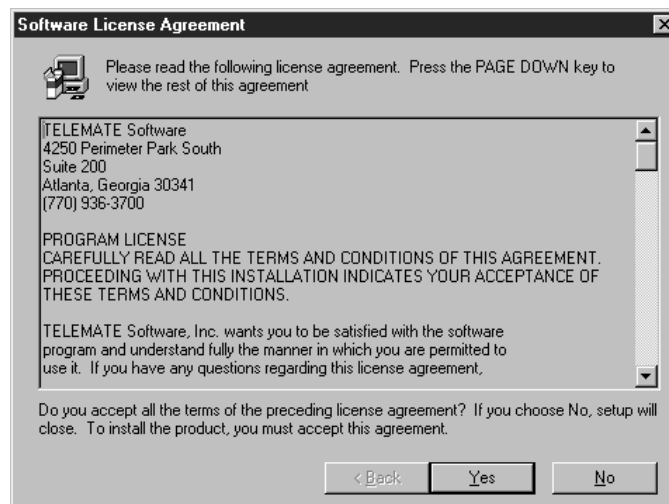 Software License Agreement
Please read the following license agreement. Press the PAGE DOWN key to
view the rest of this agreement
TELEMATE Software
4250 Perimeter Park South
Suite 200
Atlanta, Georgia 30341
(770) 936-3700
PROGRAM LICENSE
CAREFULLY READ ALL THE TERMS AND CONDITIONS OF THIS AGREEMENT.
PROCEEDING WITH THIS INSTALLATION INDICATES YOUR ACCEPTANCE OF
THESE TERMS AND CONDITIONS.
TELEMATE Software, Inc. wants you to be satisfied with the software
program and understand fully the manner in which you are permitted to
use it. If you have any questions regarding this license agreement,
Do you accept all the terms of the preceding license agreement? If you choose No, setup will
close. To install the product, you must accept this agreement.
< Back Yes No